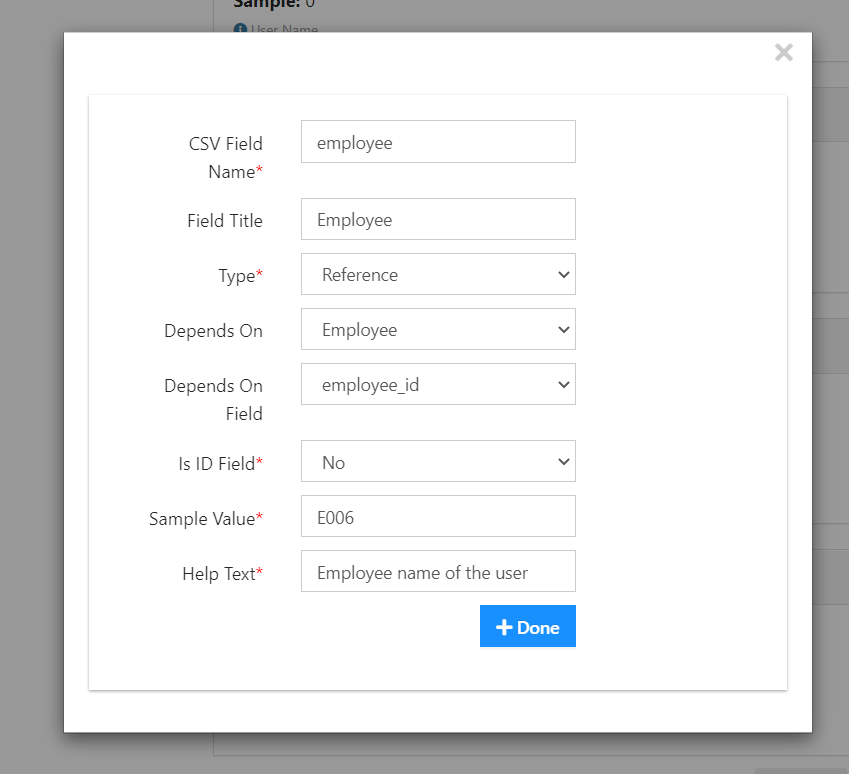 Sample: 0
User Name
×
CSV Field
Name*
employee
Field Title
Employee
Type*
Reference
Depends On
Employee
Depends On
Field
employee_id
Is ID Field*
No
Sample Value*
E006
Help Text*
Employee name of the user
+ Done